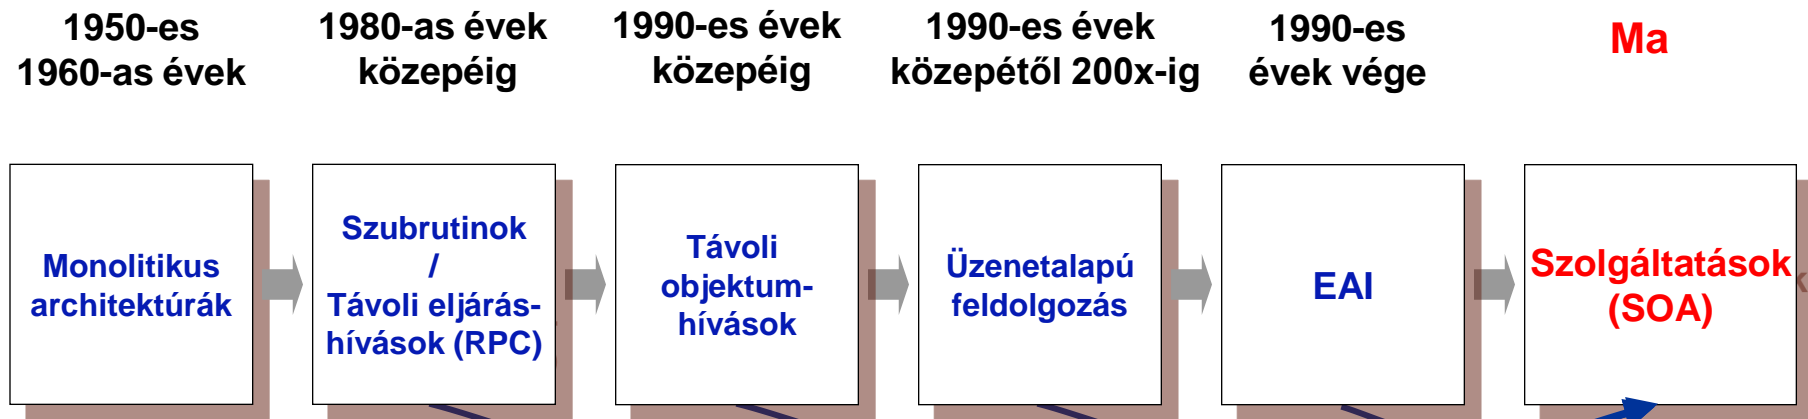 1950-es
1960-as évek
1980-as évek
közepéig
1990-es évek
közepéig
1990-es évek
közepétől 200x-ig
1990-es
évek vége
Ma
Monolitikus
architektúrák
Szubrutinok
/
Távoli eljárás-
hívások (RPC)
Távoli
objektum-
hívások
Üzenetalapú
feldolgozás
EAI
Szolgáltatások
(SOA)